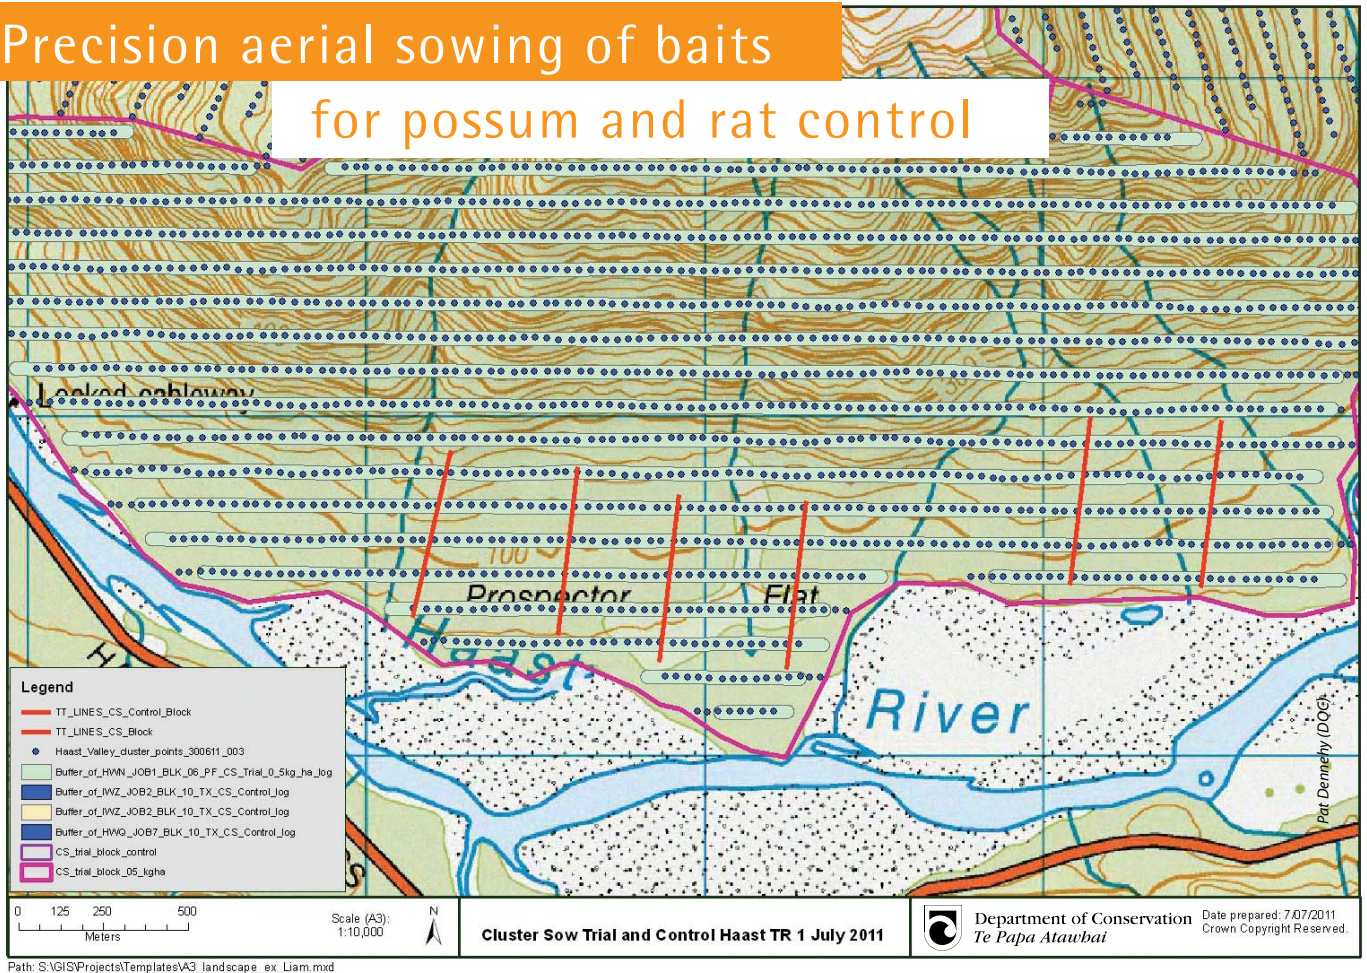 Precision aerial sowing of baits
for possum and rat control
Locked cableway
100
Prospector
Flat
Haast
River
Pat Dennehy (DOC)
Legend
TT_LINES_CS_Control_Block
TT_LINES_CS_Block
Haast_Valley_cluster_points_300611_003
Buffer_of_HWN_JOB1_BLK_06_PF_CS_Trial_0_5kg_ha_log
Buffer_of_IWZ_JOB2_BLK_10_TX_CS_Control_log
Buffer_of_IWZ_JOB2_BLK_10_TX_CS_Control_log
Buffer_of_HWQ_JOB7_BLK_10_TX_CS_Control_log
CS_trial_block_control
CS_trial_block_05_kgha
0 125 250 500
Meters
Scale (A3):
1:10,000
N
Cluster Sow Trial and Control Haast TR 1 July 2011
Department of Conservation
Te Papa Atawhai
Date prepared: 7/07/2011
Crown Copyright Reserved.
Path: S:\GIS\Projects\Templates\A3_landscape_ex_Liam.mxd